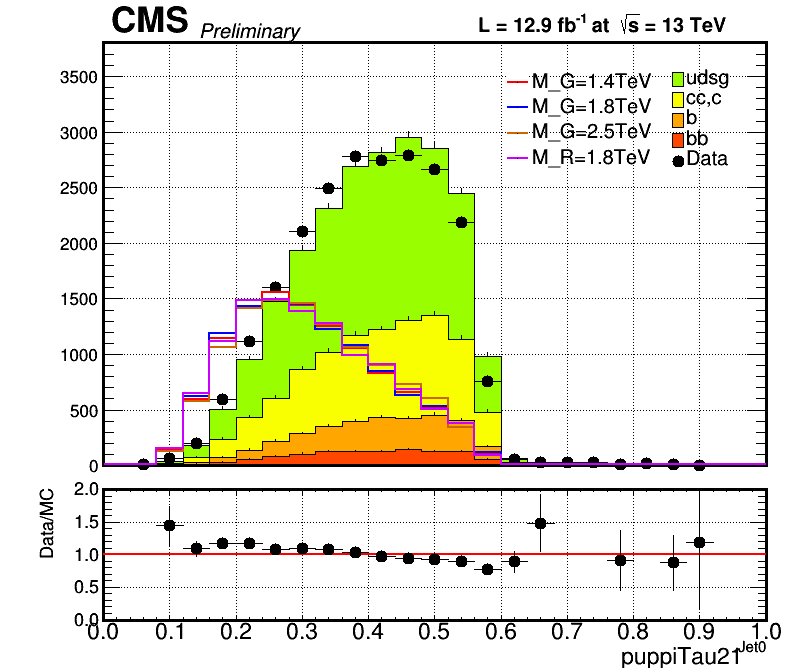 CMS Preliminary L = 12.9 fb⁻¹ at √s = 13 TeV
3500
3000
2500
2000
1500
1000
500
0
M_G=1.4TeV
M_G=1.8TeV
M_G=2.5TeV
M_R=1.8TeV
udsg
cc,c
b
bb
Data
Data/MC
2.0
1.5
1.0
0.5
0.0
0.0 0.1 0.2 0.3 0.4 0.5 0.6 0.7 0.8 0.9 1.0
puppiTau21 Jet0